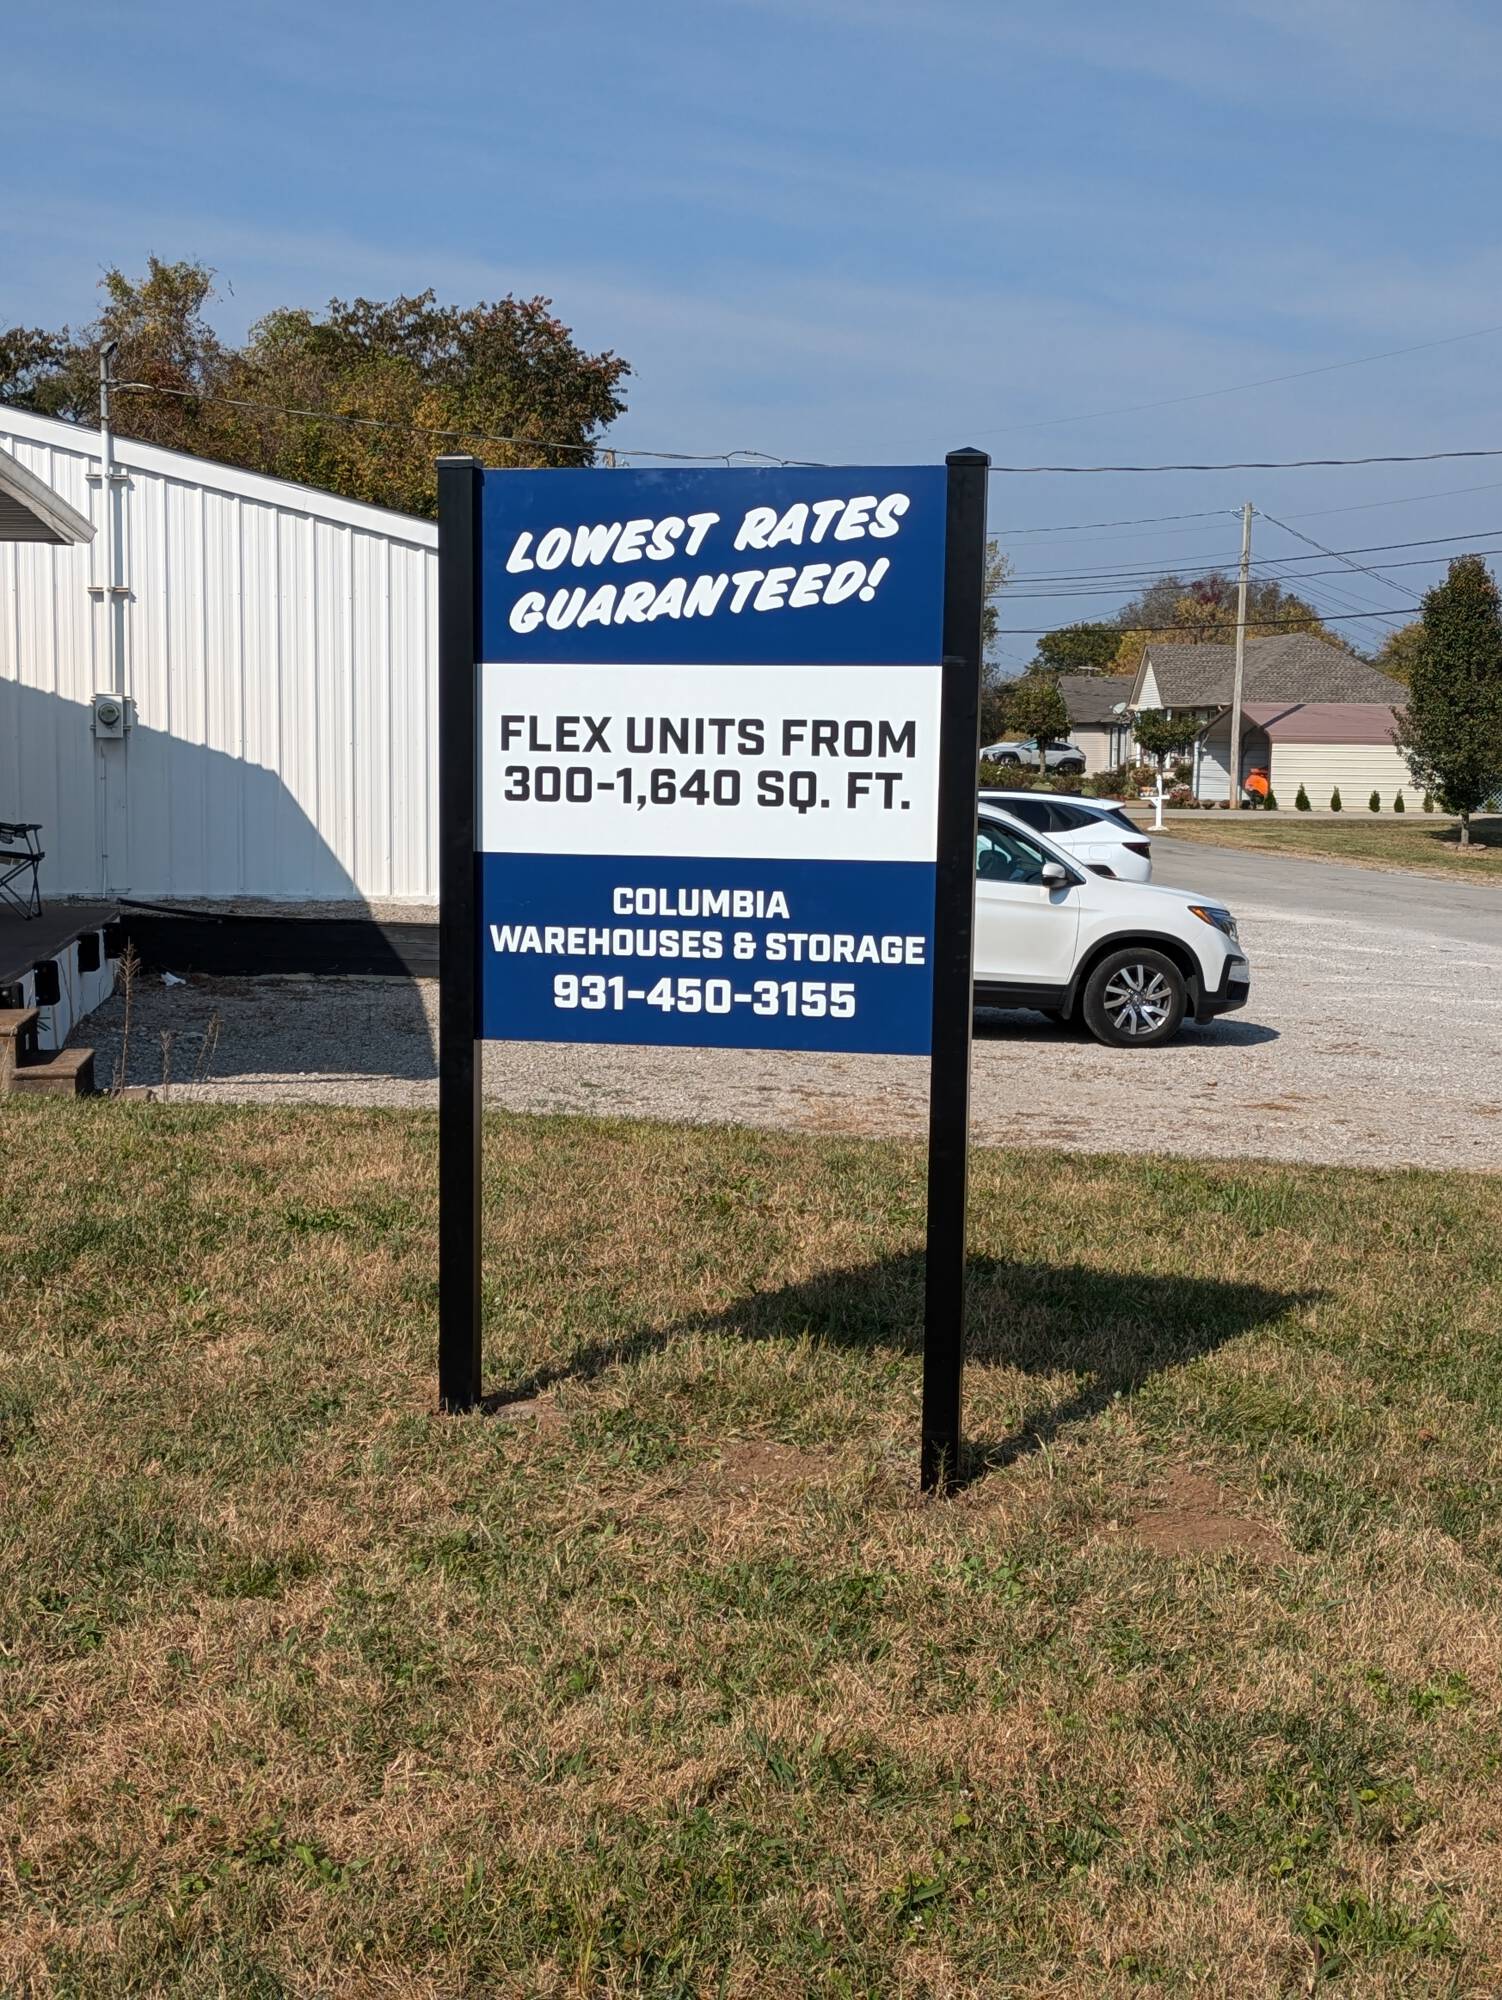 LOWEST RATES
GUARANTEED!
FLEX UNITS FROM
300-1,640 SQ. FT.
COLUMBIA
WAREHOUSES & STORAGE
931-450-3155